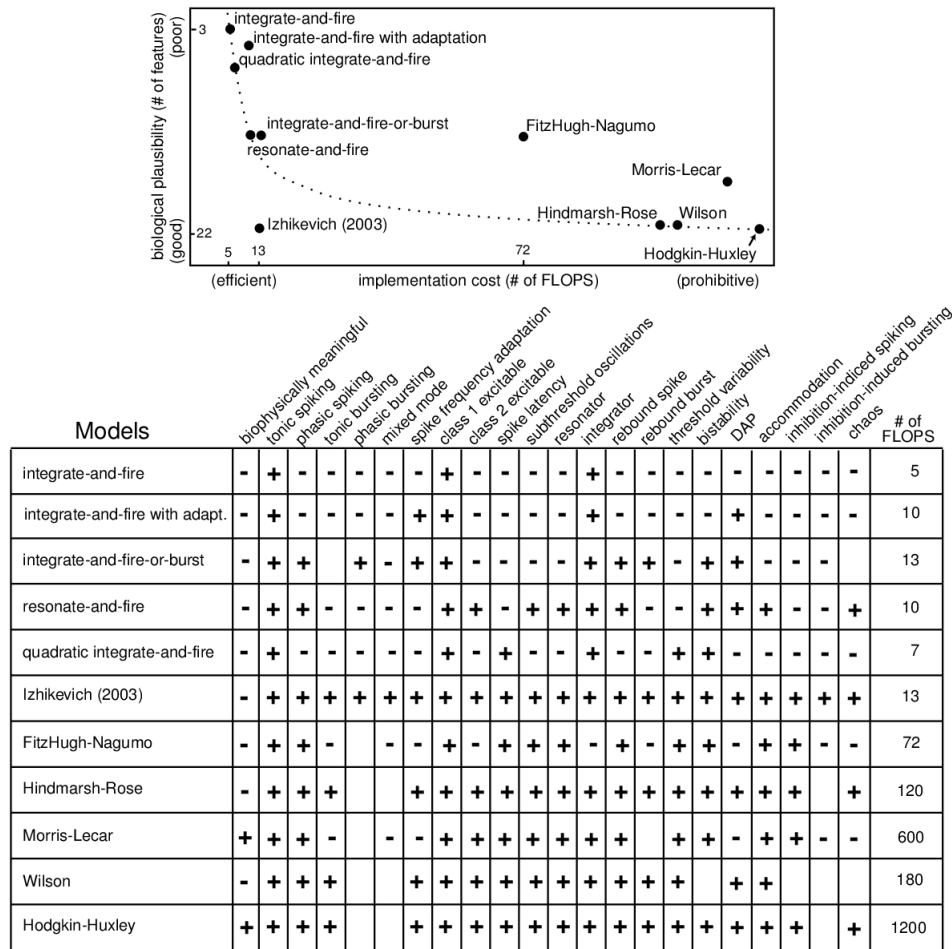 integrate-and-fire
integrate-and-fire with adaptation
quadratic integrate-and-fire
integrate-and-fire-or-burst
resonate-and-fire
FitzHugh-Nagumo
Morris-Lecar
Hindmarsh-Rose
Wilson
Izhikevich (2003)
Hodgkin-Huxley
biological plausibility (# of features)
(good)
(poor)
3
22
5
13
72
(efficient)
implementation cost (# of FLOPS)
(prohibitive)
Models
biophysically meaningful
tonic spiking
phasic spiking
tonic bursting
phasic bursting
mixed mode
spike frequency adaptation
class 1 excitable
class 2 excitable
spike latency
subthreshold oscillations
resonator
integrator
rebound spike
rebound burst
threshold variability
bistability
DAP
accommodation
inhibition-indiced spiking
inhibition-induced bursting
chaos
# of
FLOPS
integrate-and-fire - + - - - - - + - - - - + - - - - - - - - - 5
integrate-and-fire with adapt. - + - - - - + + - - - - + - - - - + - - - - 10
integrate-and-fire-or-burst - + + + - + + - - - - + + + - + + - - - 13
resonate-and-fire - + + - - - - + + - + + + + - - + + + - - + 10
quadratic integrate-and-fire - + - - - - - + - + - - + - - + + - - - - - 7
Izhikevich (2003) - + + + + + + + + + + + + + + + + + + + + + 13
FitzHugh-Nagumo - + + - - - + - + + + - + - + + - + + - - 72
Hindmarsh-Rose - + + + + + + + + + + + + + + + + + + 120
Morris-Lecar + + + - - - + + + + + + + + + - + + - - 600
Wilson - + + + + + + + + + + + + + + + 180
Hodgkin-Huxley + + + + + + + + + + + + + + + + + + + 1200